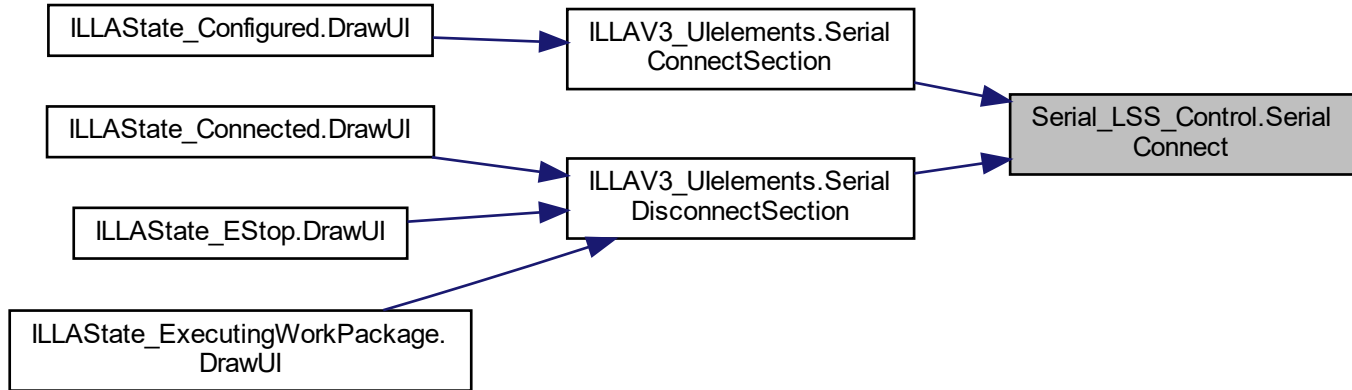 ILLAState_Configured.DrawUI
ILLAV3_UIelements.Serial
ConnectSection
Serial_LSS_Control.Serial
Connect
ILLAState_Connected.DrawUI
ILLAV3_UIelements.Serial
DisconnectSection
ILLAState_EStop.DrawUI
ILLAState_ExecutingWorkPackage.
DrawUI